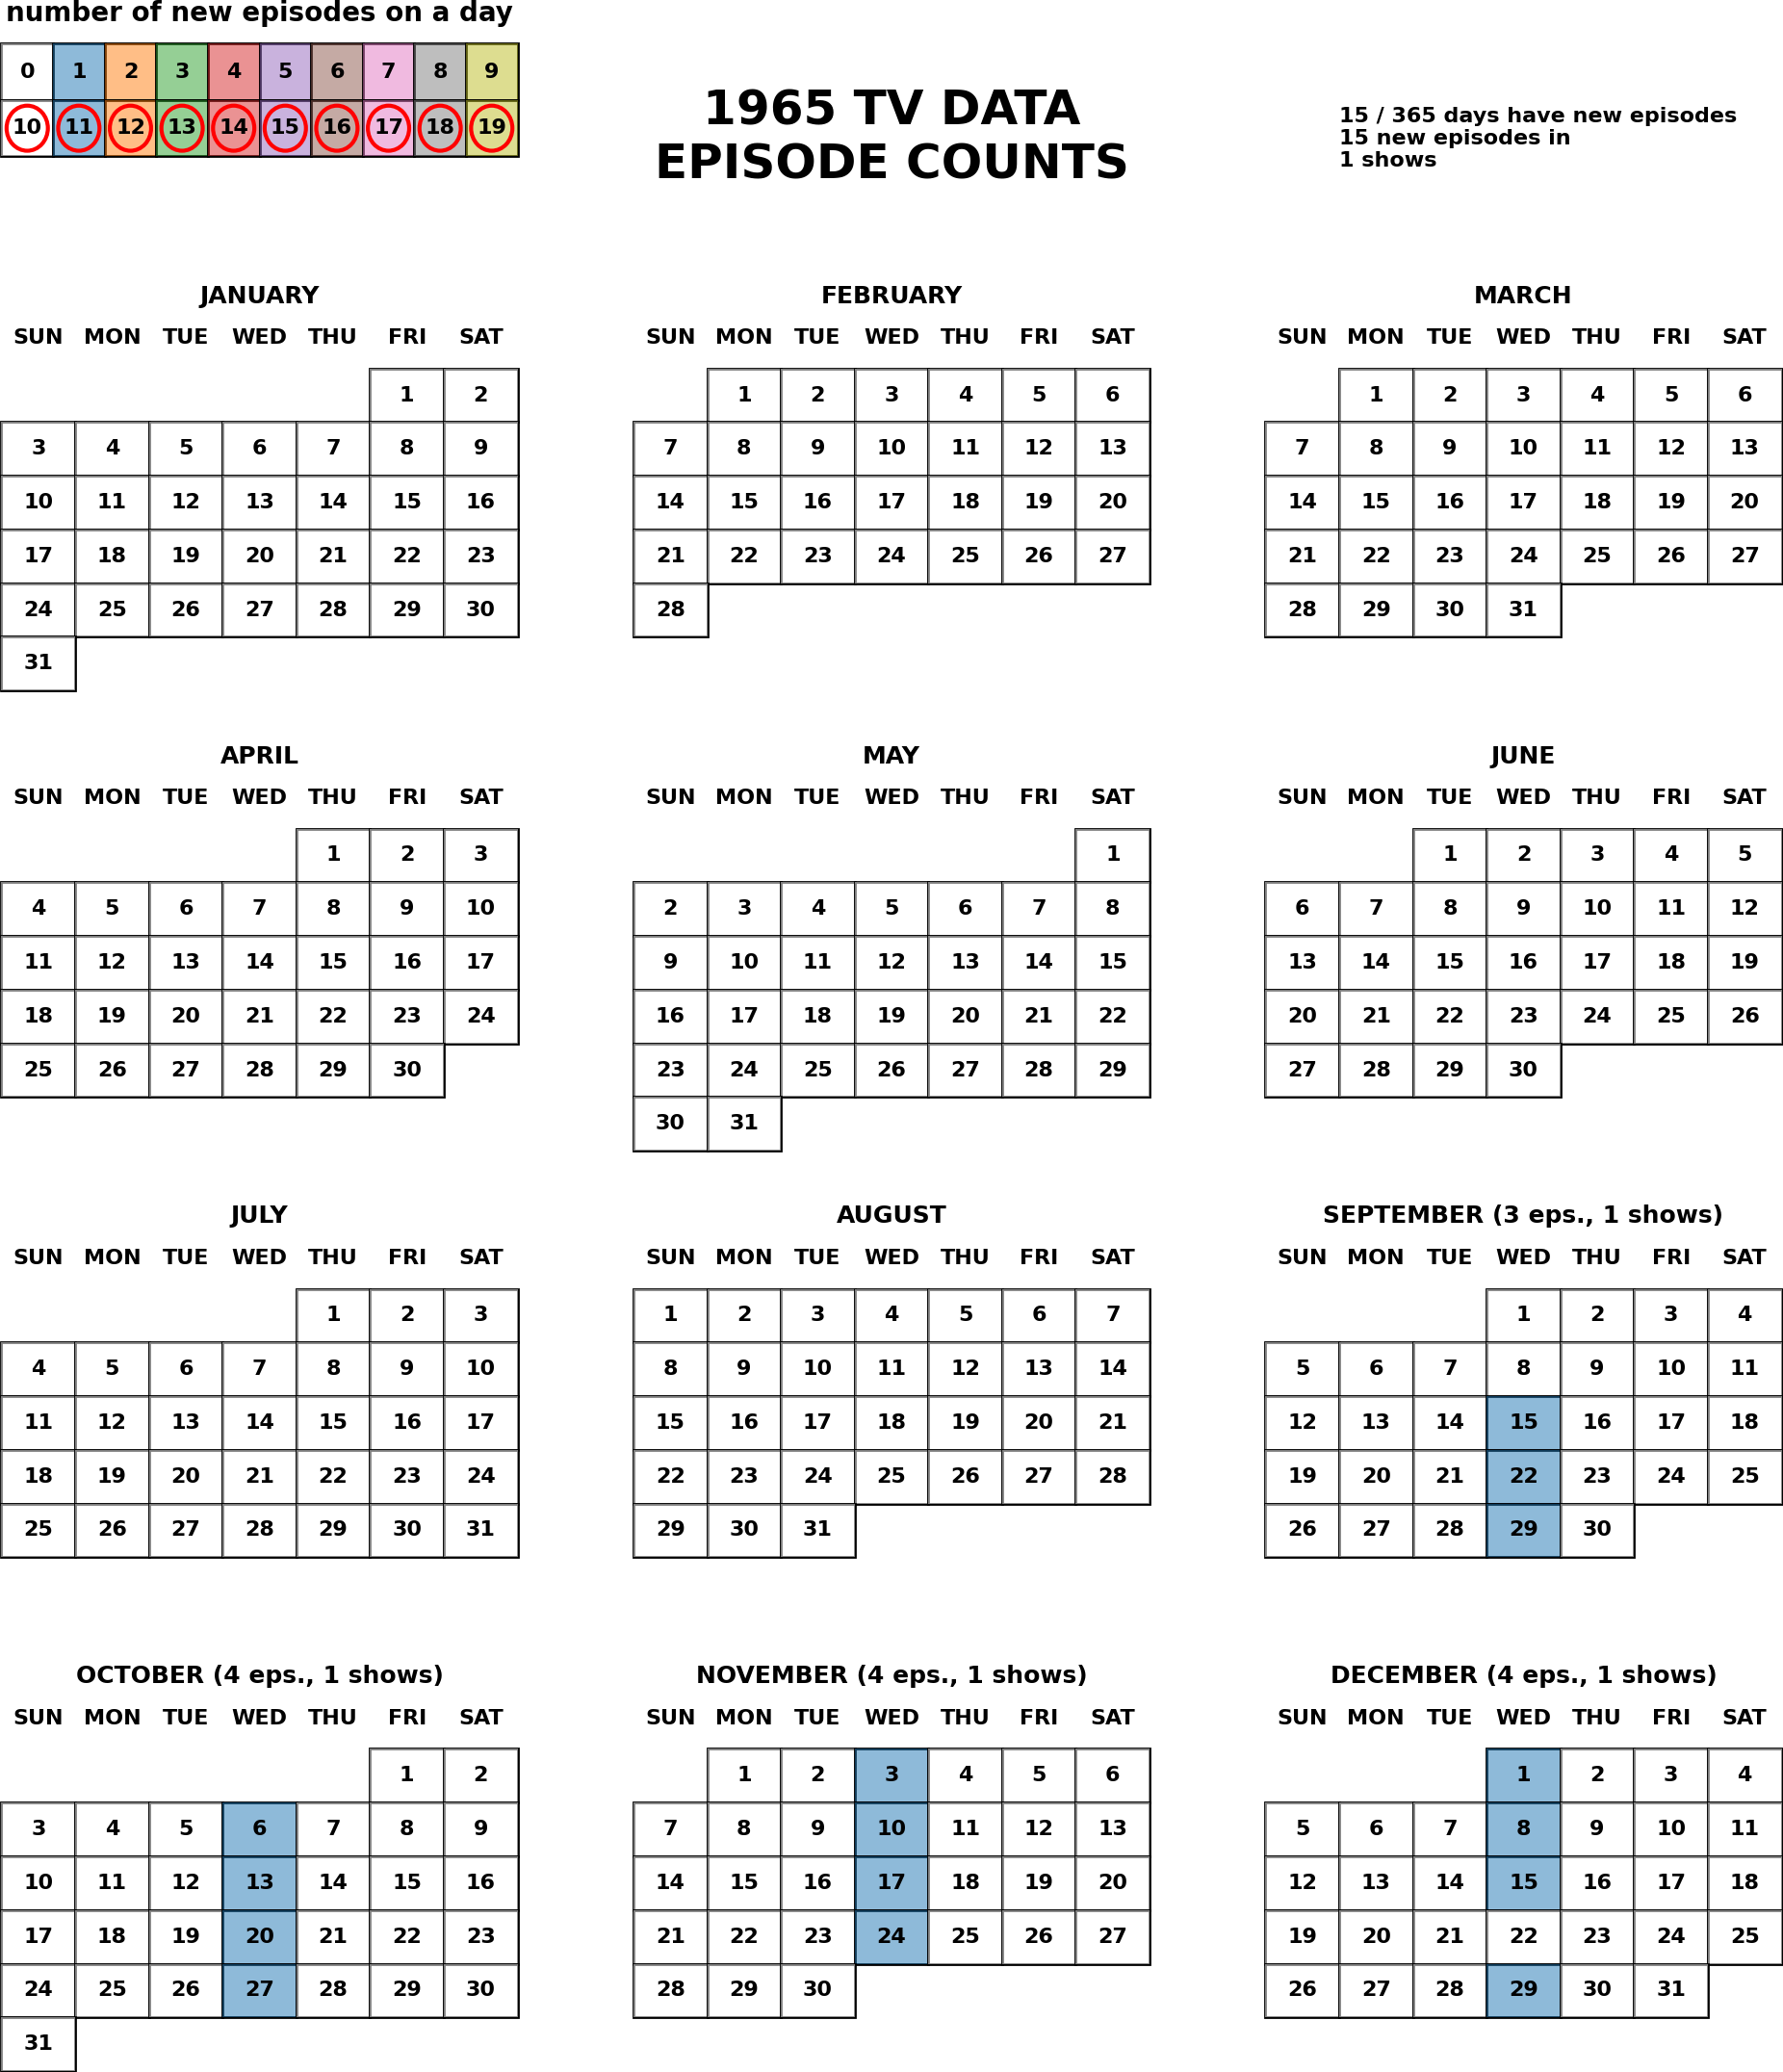 number of new episodes on a day
0 1 2 3 4 5 6 7 8 9
10 11 12 13 14 15 16 17 18 19
1965 TV DATA
EPISODE COUNTS
15 / 365 days have new episodes
15 new episodes in
1 shows
JANUARY
SUN MON TUE WED THU FRI SAT
1 2
3 4 5 6 7 8 9
10 11 12 13 14 15 16
17 18 19 20 21 22 23
24 25 26 27 28 29 30
31
FEBRUARY
SUN MON TUE WED THU FRI SAT
1 2 3 4 5 6
7 8 9 10 11 12 13
14 15 16 17 18 19 20
21 22 23 24 25 26 27
28
MARCH
SUN MON TUE WED THU FRI SAT
1 2 3 4 5 6
7 8 9 10 11 12 13
14 15 16 17 18 19 20
21 22 23 24 25 26 27
28 29 30 31
APRIL
SUN MON TUE WED THU FRI SAT
1 2 3
4 5 6 7 8 9 10
11 12 13 14 15 16 17
18 19 20 21 22 23 24
25 26 27 28 29 30
MAY
SUN MON TUE WED THU FRI SAT
1
2 3 4 5 6 7 8
9 10 11 12 13 14 15
16 17 18 19 20 21 22
23 24 25 26 27 28 29
30 31
JUNE
SUN MON TUE WED THU FRI SAT
1 2 3 4 5
6 7 8 9 10 11 12
13 14 15 16 17 18 19
20 21 22 23 24 25 26
27 28 29 30
JULY
SUN MON TUE WED THU FRI SAT
1 2 3
4 5 6 7 8 9 10
11 12 13 14 15 16 17
18 19 20 21 22 23 24
25 26 27 28 29 30 31
AUGUST
SUN MON TUE WED THU FRI SAT
1 2 3 4 5 6 7
8 9 10 11 12 13 14
15 16 17 18 19 20 21
22 23 24 25 26 27 28
29 30 31
SEPTEMBER (3 eps., 1 shows)
SUN MON TUE WED THU FRI SAT
1 2 3 4
5 6 7 8 9 10 11
12 13 14 15 16 17 18
19 20 21 22 23 24 25
26 27 28 29 30
OCTOBER (4 eps., 1 shows)
SUN MON TUE WED THU FRI SAT
1 2
3 4 5 6 7 8 9
10 11 12 13 14 15 16
17 18 19 20 21 22 23
24 25 26 27 28 29 30
31
NOVEMBER (4 eps., 1 shows)
SUN MON TUE WED THU FRI SAT
1 2 3 4 5 6
7 8 9 10 11 12 13
14 15 16 17 18 19 20
21 22 23 24 25 26 27
28 29 30
DECEMBER (4 eps., 1 shows)
SUN MON TUE WED THU FRI SAT
1 2 3 4
5 6 7 8 9 10 11
12 13 14 15 16 17 18
19 20 21 22 23 24 25
26 27 28 29 30 31